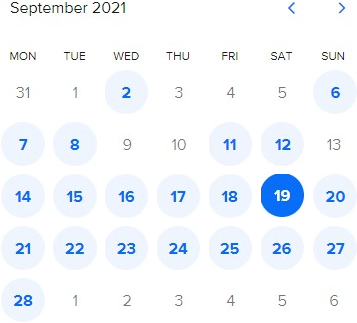 September 2021
MON TUE WED THU FRI SAT SUN
31 1 2 3 4 5 6
7 8 9 10 11 12 13
14 15 16 17 18 19 20
21 22 23 24 25 26 27
28 1 2 3 4 5 6